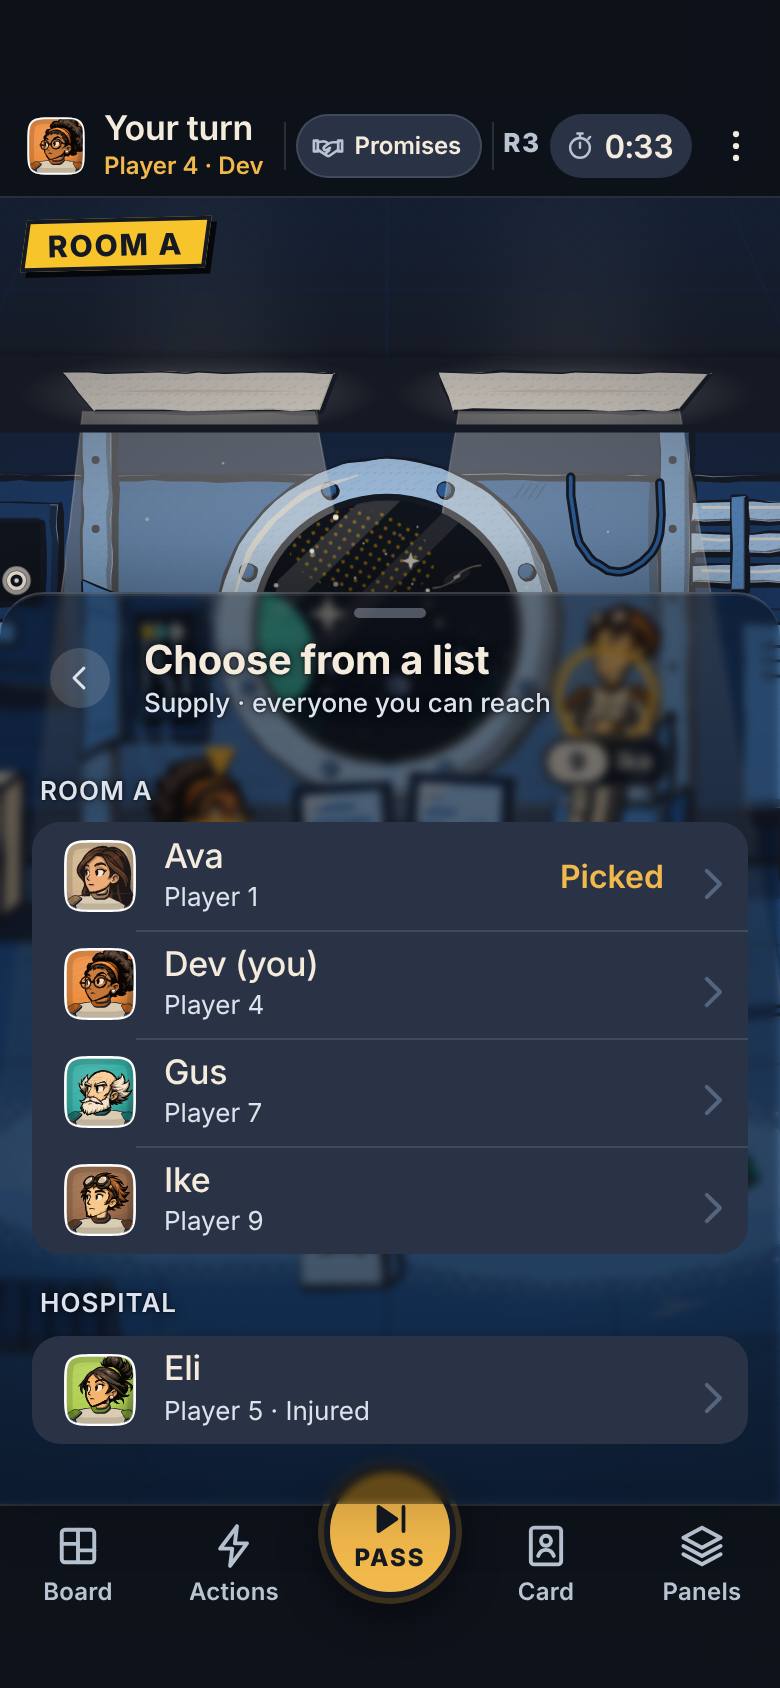 Your turn
Player 4 · Dev
Promises
R3
0:33
ROOM A
Choose from a list
Supply · everyone you can reach
ROOM A
Ava
Player 1
Picked
Dev (you)
Player 4
Gus
Player 7
Ike
Player 9
HOSPITAL
Eli
Player 5 · Injured
PASS
Board
Actions
Card
Panels